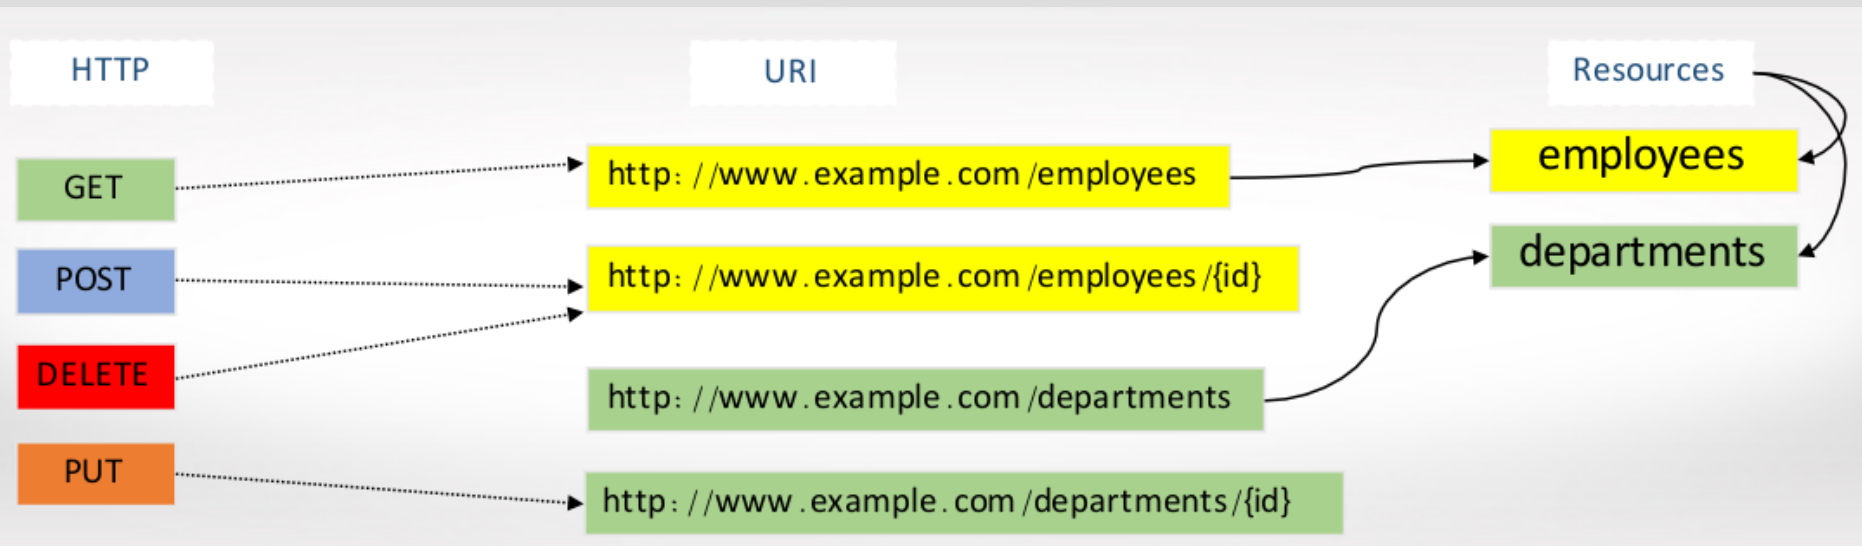 HTTP
URI
Resources
GET
http://www.example.com/employees
employees
POST
http://www.example.com/employees/{id}
departments
DELETE
http://www.example.com/departments
PUT
http://www.example.com/departments/{id}